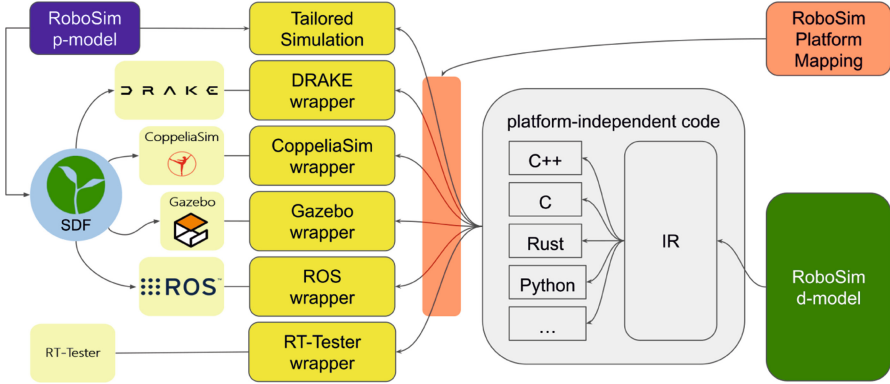 RoboSim
p-model
Tailored
Simulation
RoboSim
Platform
Mapping
DRAKE
DRAKE
wrapper
CoppeliaSim
CoppeliaSim
wrapper
SDF
Gazebo
Gazebo
wrapper
ROS
ROS
wrapper
RT-Tester
RT-Tester
wrapper
platform-independent code
C++
C
Rust
Python
...
IR
RoboSim
d-model